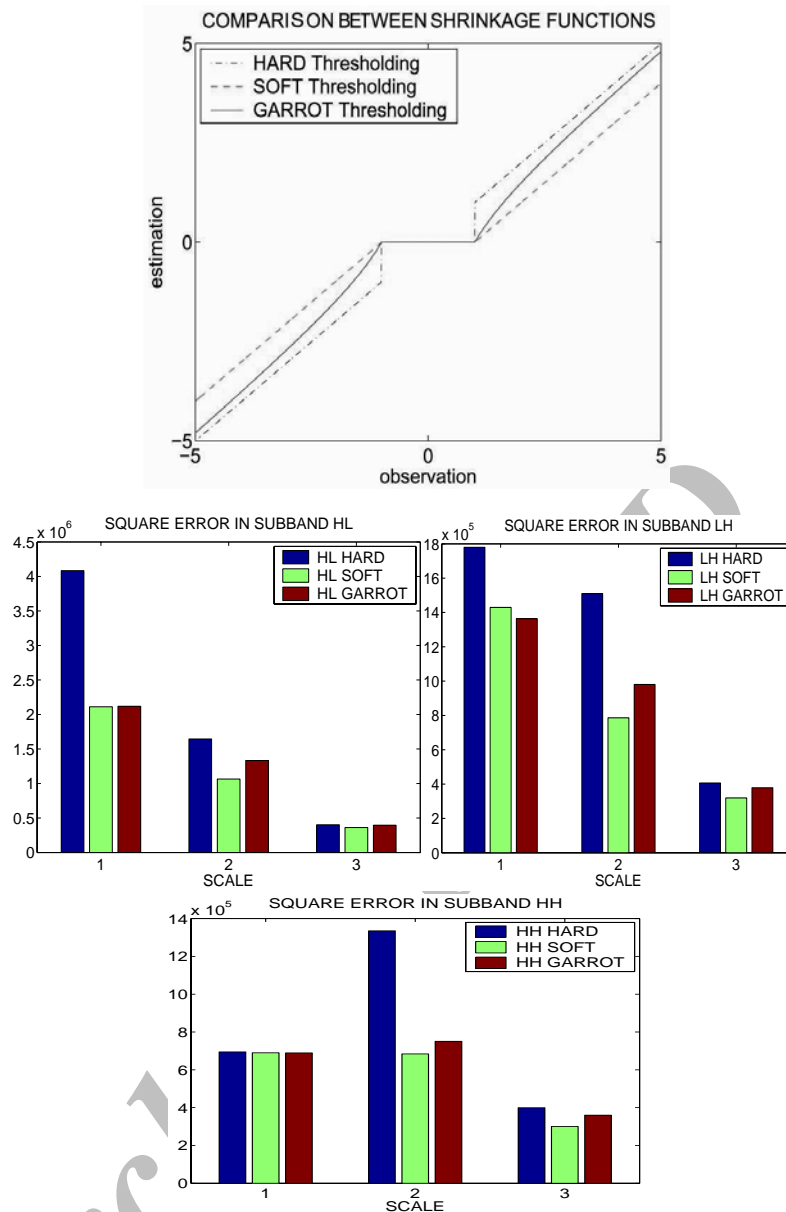 COMPARISON BETWEEN SHRINKAGE FUNCTIONS
5
HARD Thresholding
SOFT Thresholding
GARROT Thresholding
estimation
0
−5
−5 0 5
observation
SQUARE ERROR IN SUBBAND HL
x 10^6
4.5
4
3.5
3
2.5
2
1.5
1
0.5
0
HL HARD
HL SOFT
HL GARROT
1 2 3
SCALE
SQUARE ERROR IN SUBBAND LH
x 10^5
18
16
14
12
10
8
6
4
2
0
LH HARD
LH SOFT
LH GARROT
1 2 3
SCALE
SQUARE ERROR IN SUBBAND HH
x 10^5
14
12
10
8
6
4
2
0
HH HARD
HH SOFT
HH GARROT
1 2 3
SCALE